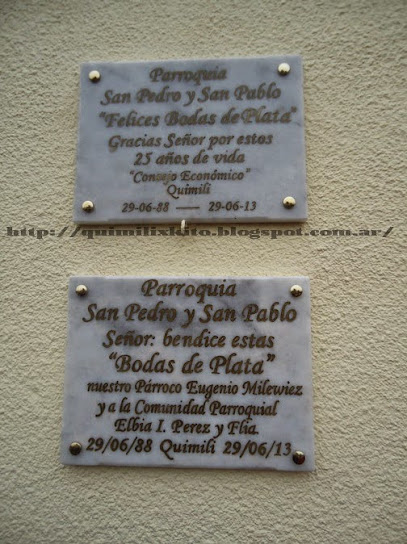 Parroquia
San Pedro y San Pablo
"Felices Bodas de Plata"
Gracias Señor por estos
25 años de vida
"Consejo Económico"
Quimilí
29-06-88 — 29-06-13
http://quimilixkito.blogspot.com.ar/
Parroquia
San Pedro y San Pablo
Señor: bendice estas
"Bodas de Plata"
nuestro Párroco Eugenio Milewiez
y a la Comunidad Parroquial
Elbia I. Perez y Flia.
29/06/88 Quimili 29/06/13